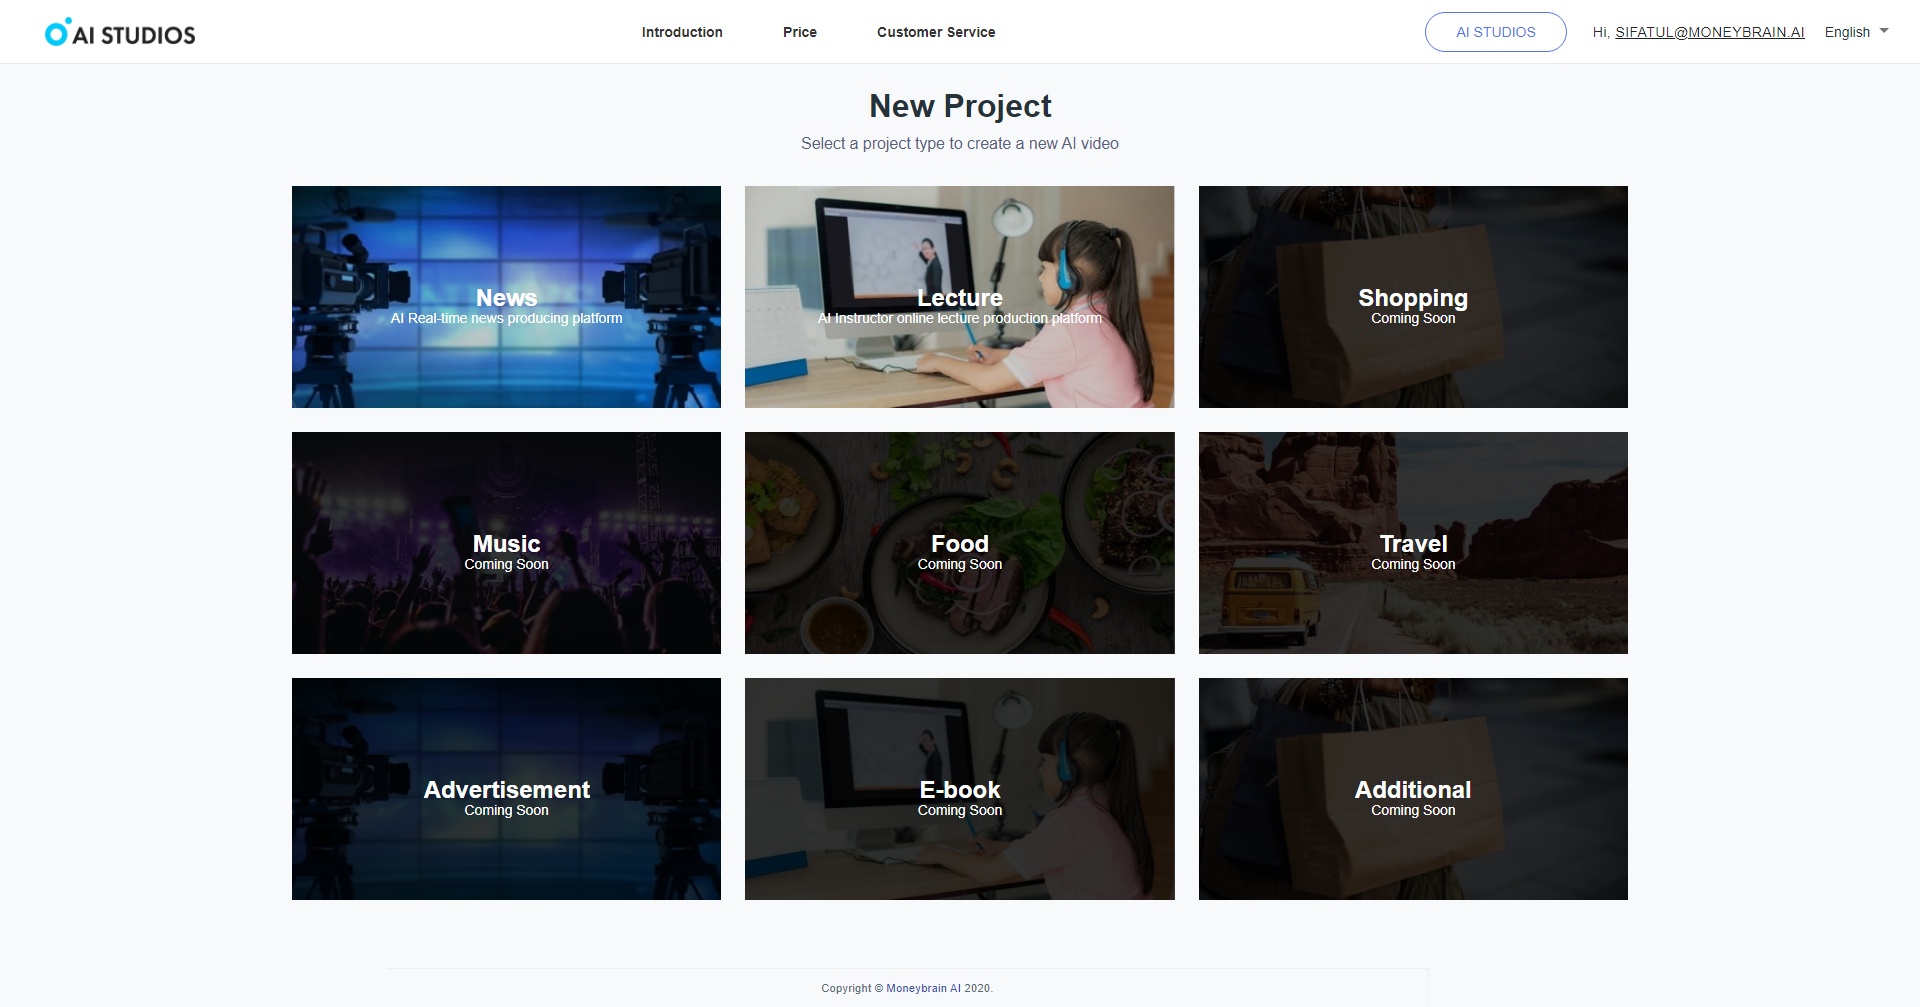 AI STUDIOS
Introduction
Price
Customer Service
AI STUDIOS
Hi, SIFATUL@MONEYBRAIN.AI
English
New Project
Select a project type to create a new AI video
News
AI Real-time news producing platform
Lecture
AI Instructor online lecture production platform
Shopping
Coming Soon
Music
Coming Soon
Food
Coming Soon
Travel
Coming Soon
Advertisement
Coming Soon
E-book
Coming Soon
Additional
Coming Soon
Copyright © Moneybrain AI 2020.